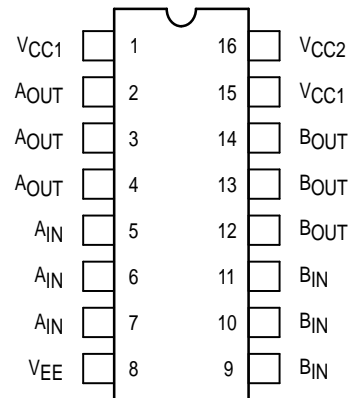 VCC1 1 16 VCC2
AOUT 2 15 VCC1
AOUT 3 14 BOUT
AOUT 4 13 BOUT
AIN 5 12 BOUT
AIN 6 11 BIN
AIN 7 10 BIN
VEE 8 9 BIN